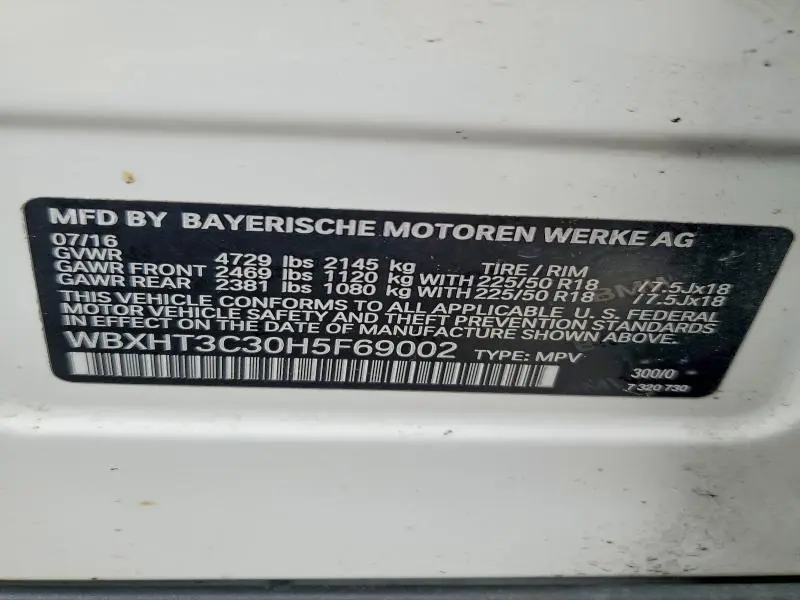 MFD BY BAYERISCHE MOTOREN WERKE AG
07/16
GVWR 4729 lbs 2145 kg TIRE / RIM
GAWR FRONT 2469 lbs 1120 kg WITH 225/50 R18 /7.5Jx18
GAWR REAR 2381 lbs 1080 kg WITH 225/50 R18 /7.5Jx18
THIS VEHICLE CONFORMS TO ALL APPLICABLE U. S. FEDERAL
MOTOR VEHICLE SAFETY AND THEFT PREVENTION STANDARDS
IN EFFECT ON THE DATE OF MANUFACTURE SHOWN ABOVE.
WBXHT3C30H5F69002 TYPE: MPV
300/0
7 320 730